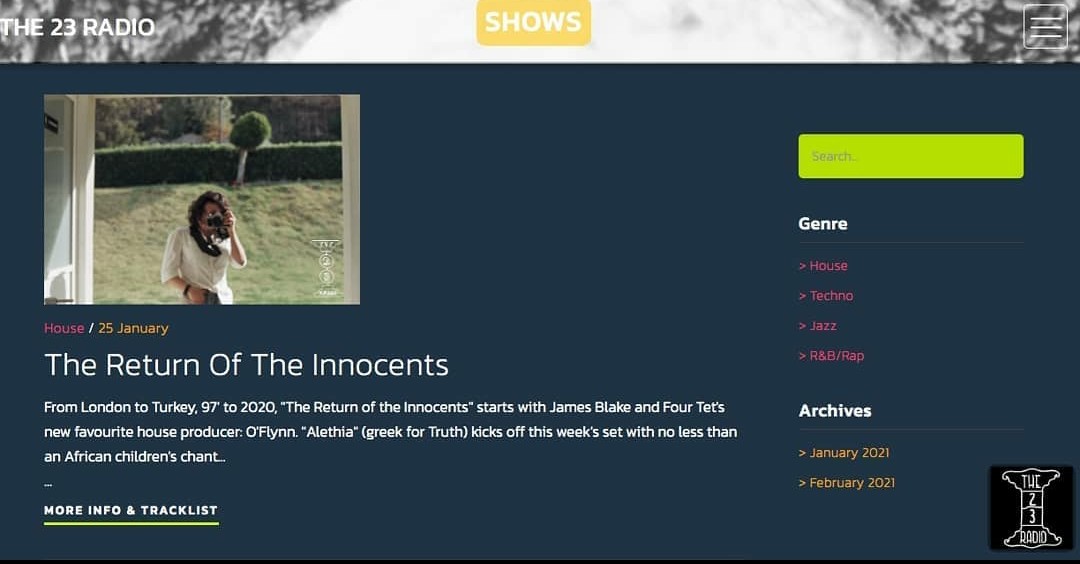 THE 23 RADIO
SHOWS
House / 25 January
The Return Of The Innocents
From London to Turkey, 97' to 2020, "The Return of the Innocents" starts with James Blake and Four Tet's
new favourite house producer: O'Flynn. "Alethia" (greek for Truth) kicks off this week's set with no less than
an African children's chant...
...
MORE INFO & TRACKLIST
Search...
Genre
> House
> Techno
> Jazz
> R&B/Rap
Archives
> January 2021
> February 2021
THE
2
3
RADIO